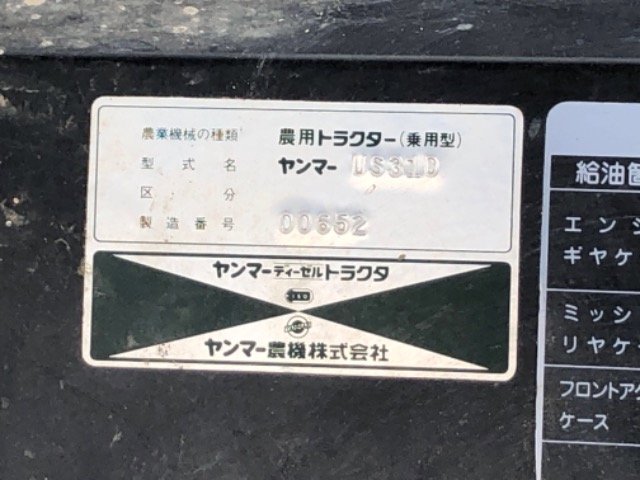 農業機械の種類 農用トラクター(乗用型)
型式名 ヤンマー US31D
区分
製造番号 00652
ヤンマーディーゼルトラクタ
ヤンマー農機株式会社
給油箇
エンジ
ギヤケ
ミッシ
リヤケ
フロントアク
ケース